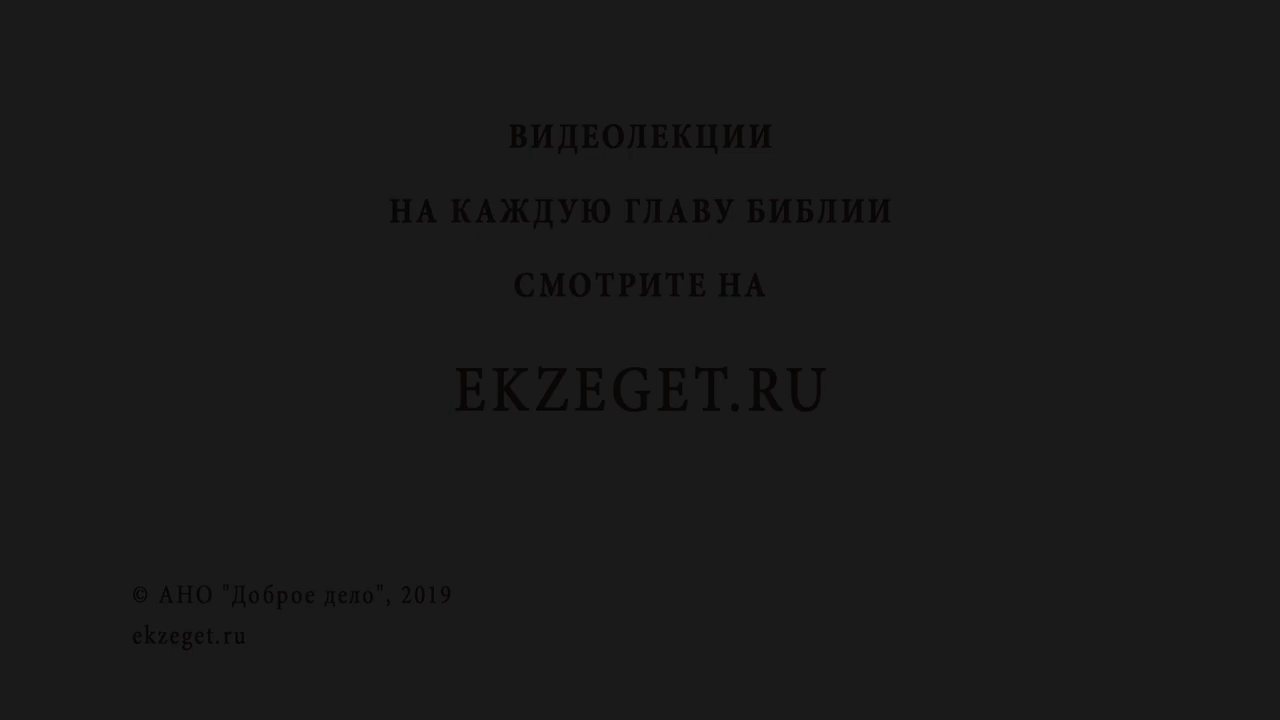 ВИДЕОЛЕКЦИИ
НА КАЖДУЮ ГЛАВУ БИБЛИИ
СМОТРИТЕ НА
EKZEGET.RU
© АНО "Доброе дело", 2019
ekzeget.ru